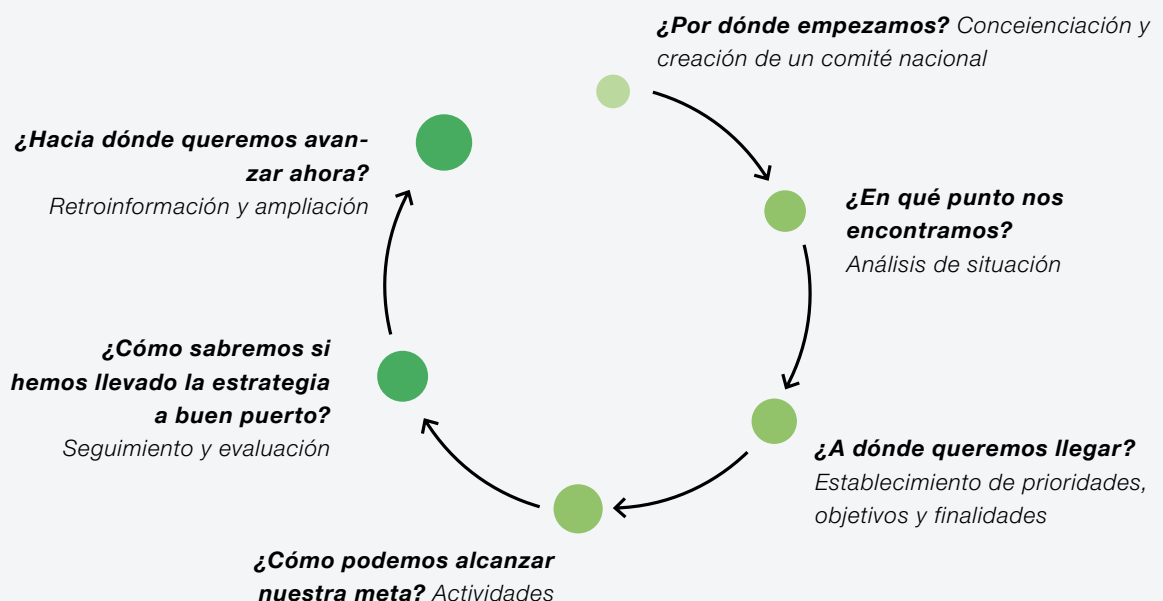 ¿Por dónde empezamos? Conceienciación y
creación de un comité nacional
¿En qué punto nos
encontramos?
Análisis de situación
¿A dónde queremos llegar?
Establecimiento de prioridades,
objetivos y finalidades
¿Cómo podemos alcanzar
nuestra meta? Actividades
¿Cómo sabremos si
hemos llevado la estrategia
a buen puerto?
Seguimiento y evaluación
¿Hacia dónde queremos avan-
zar ahora?
Retroinformación y ampliación